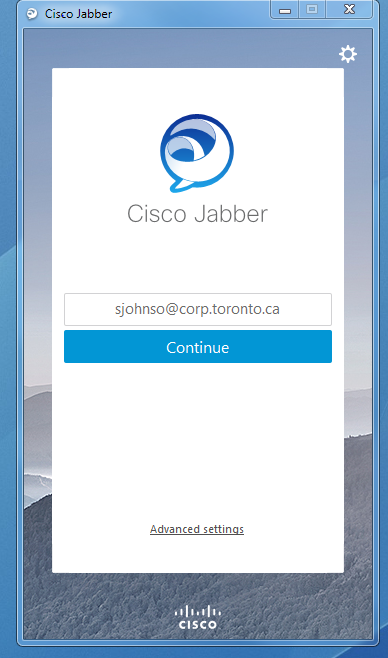 Cisco Jabber
Cisco Jabber
sjohnso@corp.toronto.ca
Continue
Advanced settings
CISCO